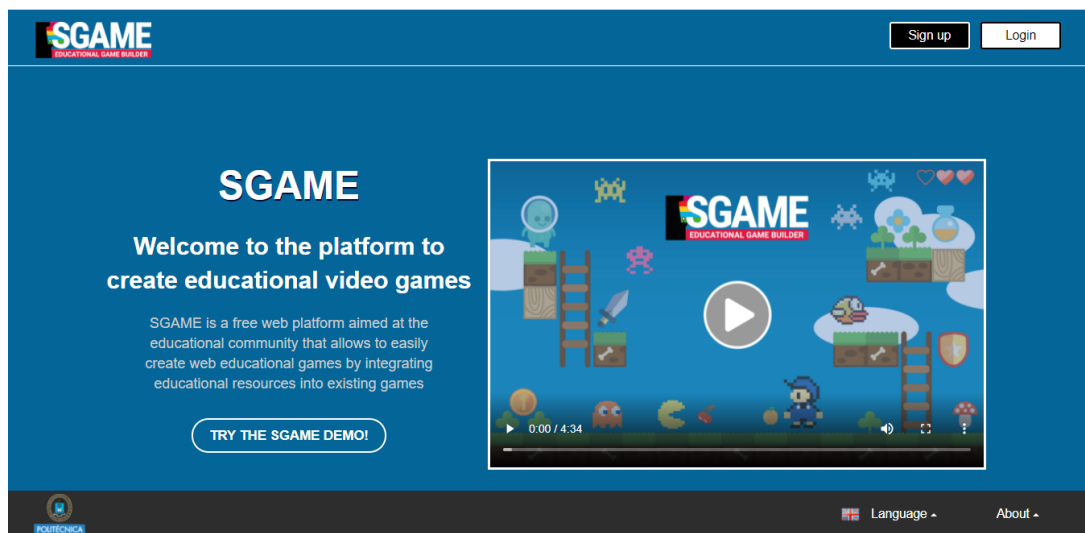 SGAME
EDUCATIONAL GAME BUILDER
Sign up
Login
SGAME
Welcome to the platform to
create educational video games
SGAME is a free web platform aimed at the
educational community that allows to easily
create web educational games by integrating
educational resources into existing games
TRY THE SGAME DEMO!
SGAME
EDUCATIONAL GAME BUILDER
0:00 / 4:34
POLITÉCNICA
Language
About